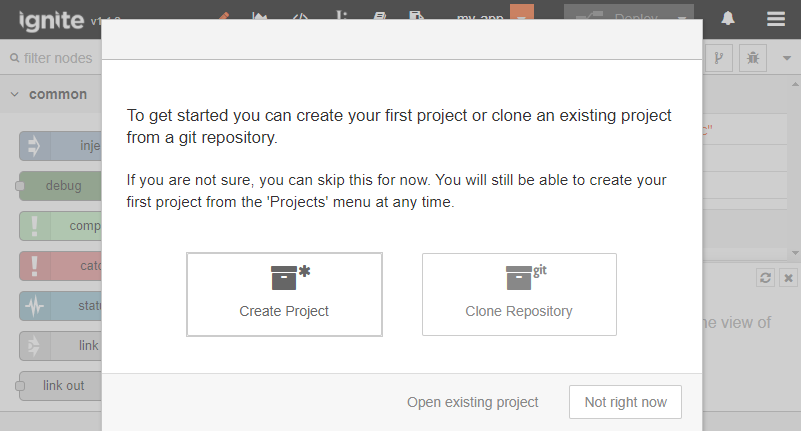 ignite
my-app
Deploy
filter nodes
common
To get started you can create your first project or clone an existing project
from a git repository.
If you are not sure, you can skip this for now. You will still be able to create your
first project from the 'Projects' menu at any time.
inje
debug
comp
catc
statu
link
link out
git
Create Project
Clone Repository
he view of
Open existing project
Not right now